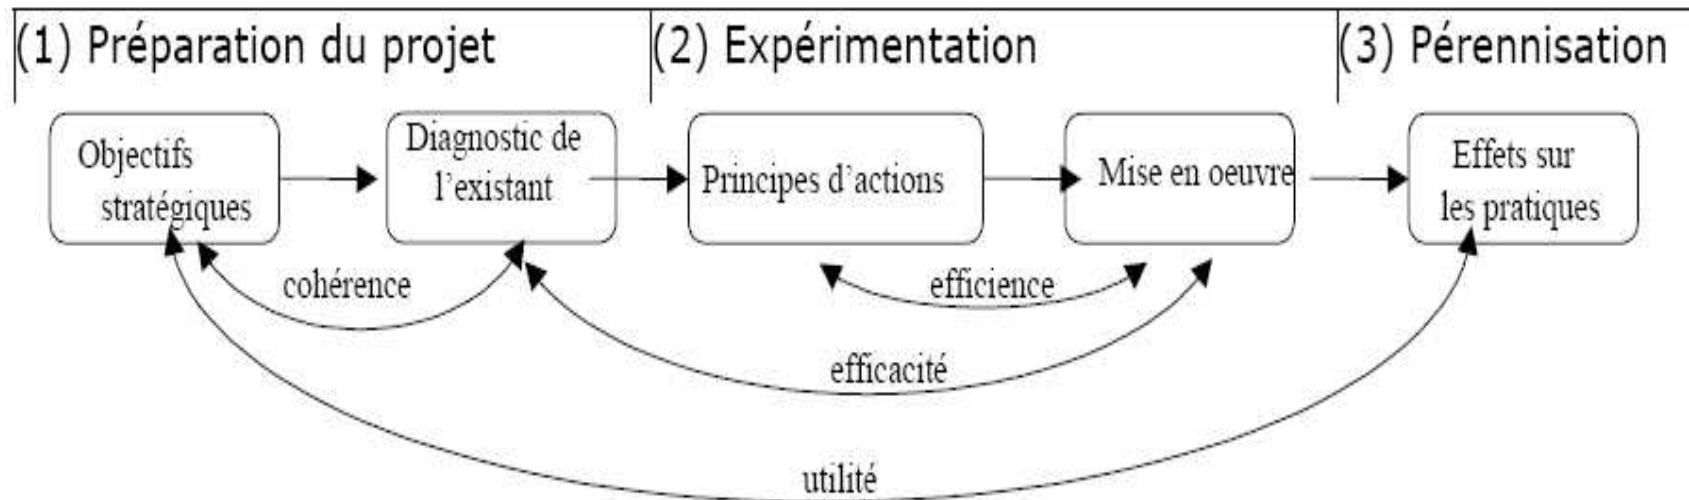 (1) Préparation du projet
(2) Expérimentation
(3) Pérennisation
Objectifs
stratégiques
Diagnostic de
l'existant
Principes d'actions
Mise en oeuvre
Effets sur
les pratiques
cohérence
efficience
efficacité
utilité